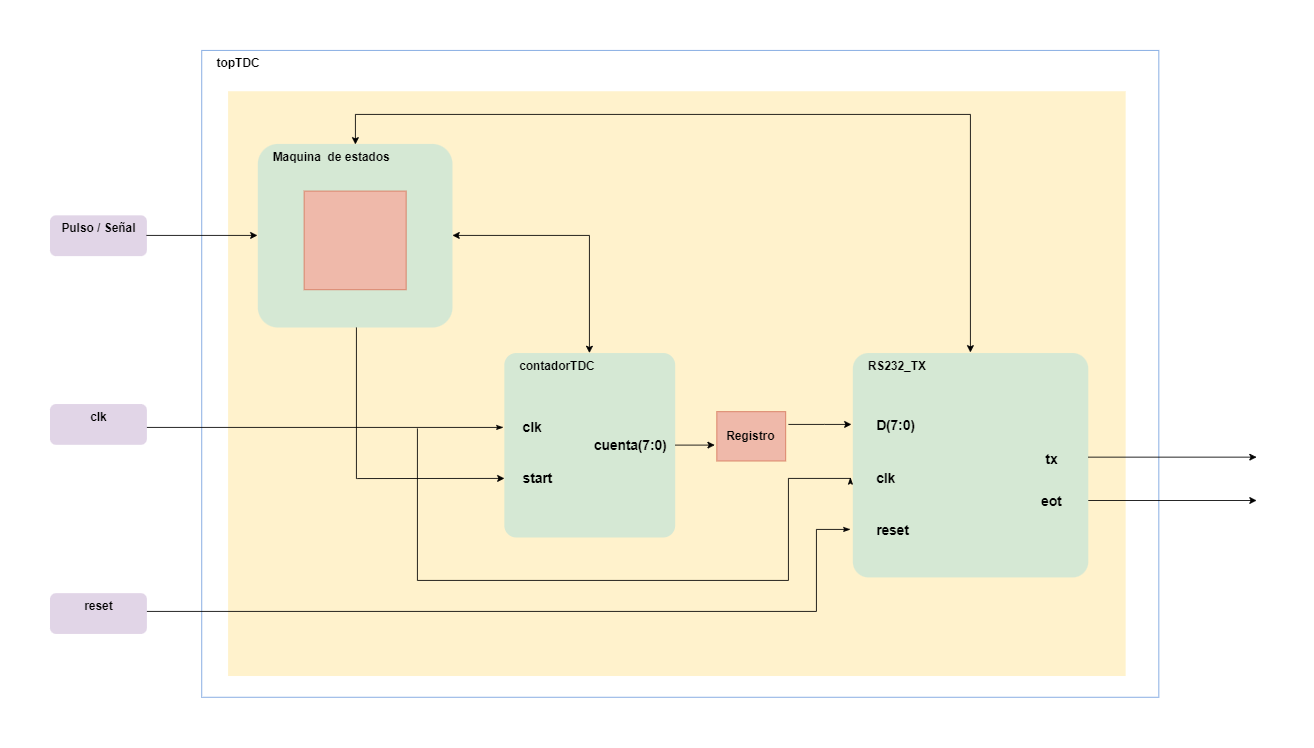 topTDC
Maquina  de estados
Pulso / Señal
contadorTDC
RS232_TX
clk
clk
D(7:0)
Registro
cuenta(7:0)
tx
start
clk
eot
reset
reset